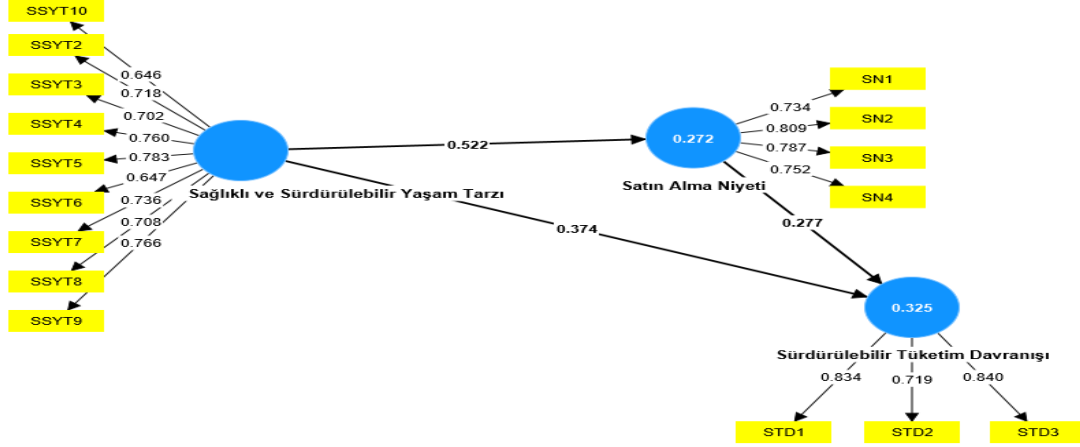 SSYT10
SSYT2
SSYT3
SSYT4
SSYT5
SSYT6
SSYT7
SSYT8
SSYT9
0.646
0.718
0.702
0.760
0.783
0.647
0.736
0.708
0.766
Sağlıklı ve Sürdürülebilir Yaşam Tarzı
0.522
0.374
0.272
Satın Alma Niyeti
0.734
0.809
0.787
0.752
SN1
SN2
SN3
SN4
0.277
0.325
Sürdürülebilir Tüketim Davranışı
0.834
0.719
0.840
STD1
STD2
STD3